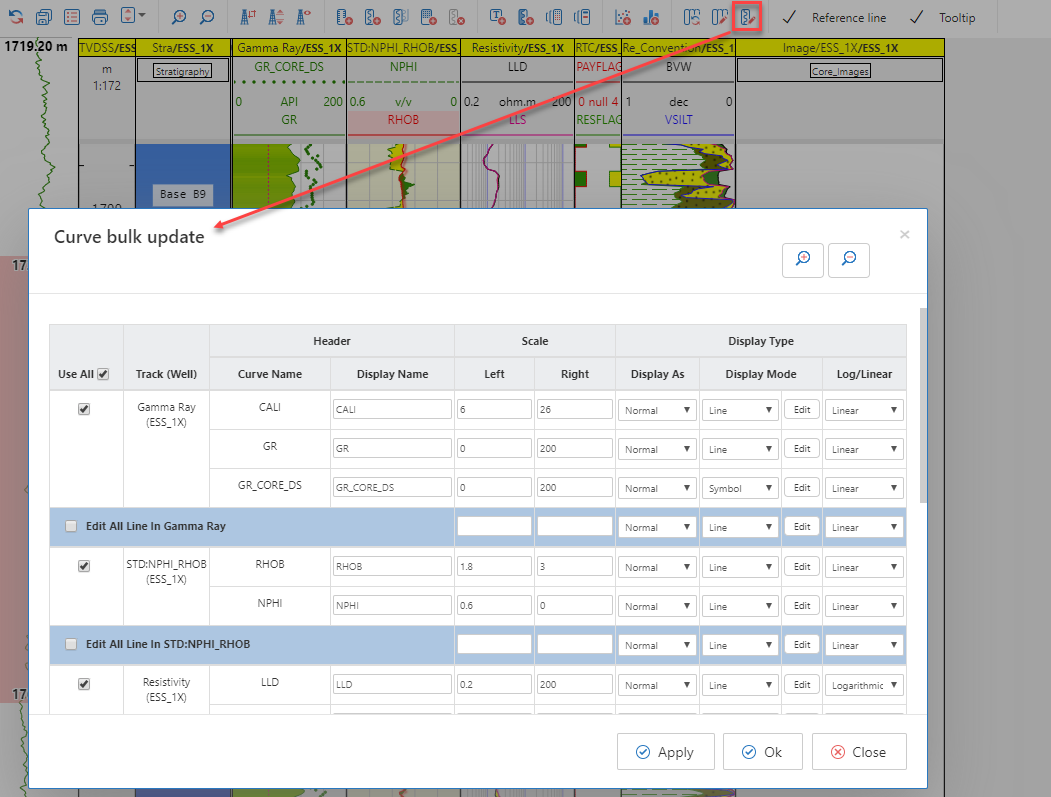 Reference line Tooltip
1719.20 m
TVDSS/ESS Stra/ESS_1X Gamma Ray/ESS_1X STD:NPHI_RHOB/ESS_1X Resistivity/ESS_1X RTC/ESS_ Re_Convention/ESS_1 Image/ESS_1X/ESS_1X
m Stratigraphy GR_CORE_DS NPHI LLD PAYFLAG BVW Core_Images
1:172
0 API 200 0.6 v/v 0 0.2 ohm.m 200 0 null 4 1 dec 0
GR RHOB LLS RESFLAG VSILT
Base B9
1700
Curve bulk update
×
17
Header Scale Display Type
Use All Track (Well) Curve Name Display Name Left Right Display As Display Mode Log/Linear
Gamma Ray (ESS_1X) CALI CALI 6 26 Normal Line Edit Linear
GR GR 0 200 Normal Line Edit Linear
GR_CORE_DS GR_CORE_DS 0 200 Normal Symbol Edit Linear
Edit All Line In Gamma Ray Normal Line Edit Linear
STD:NPHI_RHOB (ESS_1X) RHOB RHOB 1.8 3 Normal Line Edit Linear
NPHI NPHI 0.6 0 Normal Line Edit Linear
Edit All Line In STD:NPHI_RHOB Normal Line Edit Linear
Resistivity (ESS_1X) LLD LLD 0.2 200 Normal Line Edit Logarithmic
17
Apply Ok Close